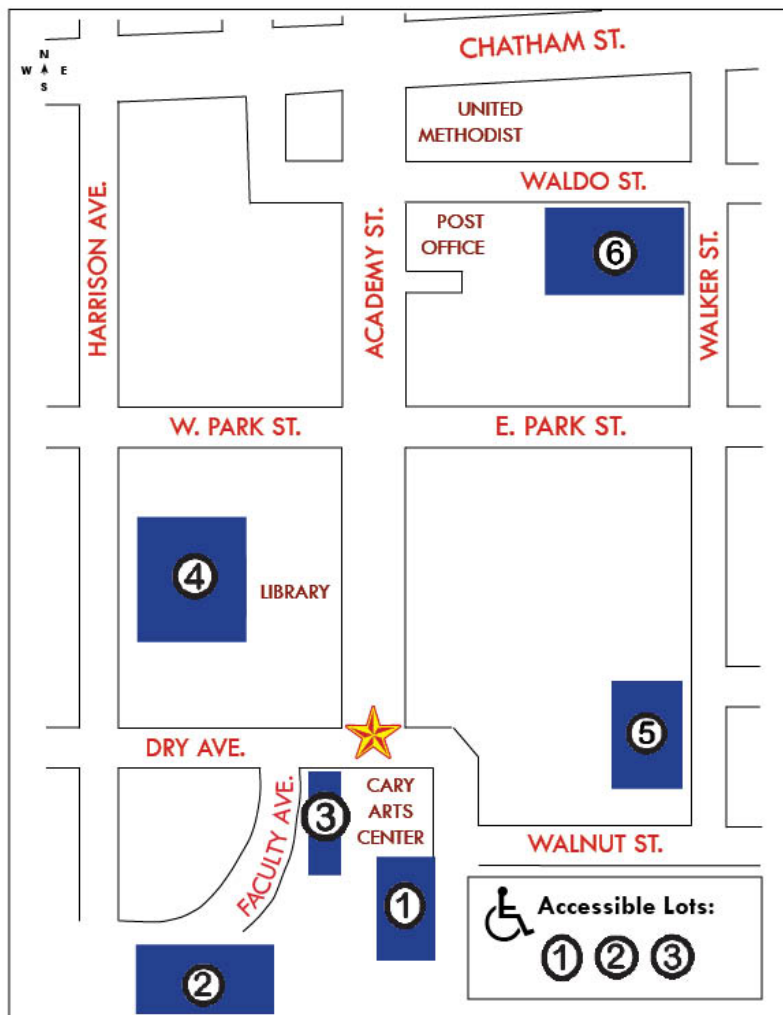 CHATHAM ST.
N
W E
S
UNITED
METHODIST
WALDO ST.
HARRISON AVE.
ACADEMY ST.
POST
OFFICE
6
WALKER ST.
W. PARK ST.
E. PARK ST.
4
LIBRARY
5
DRY AVE.
FACULTY AVE.
3
CARY
ARTS
CENTER
WALNUT ST.
1
2
Accessible Lots:
1 2 3